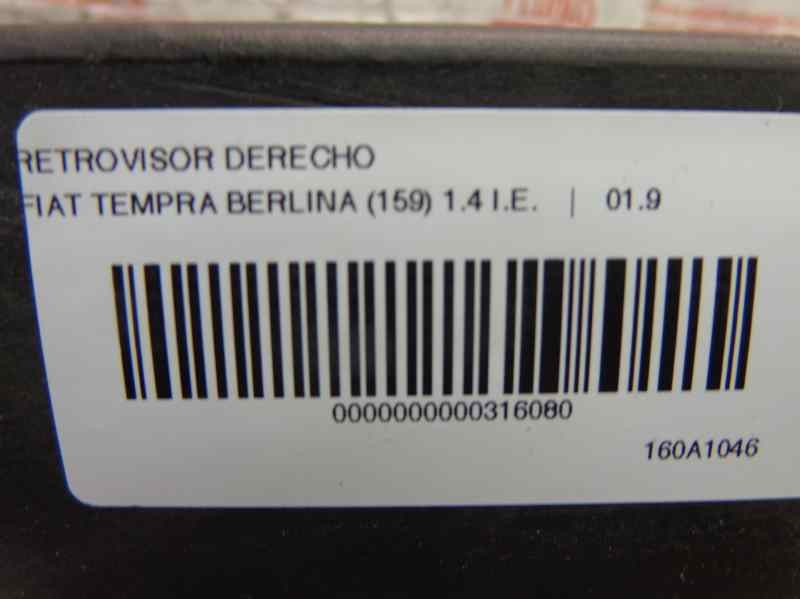 RETROVISOR DERECHO
FIAT TEMPRA BERLINA (159) 1.4 I.E. | 01.9
0000000000316080
160A1046